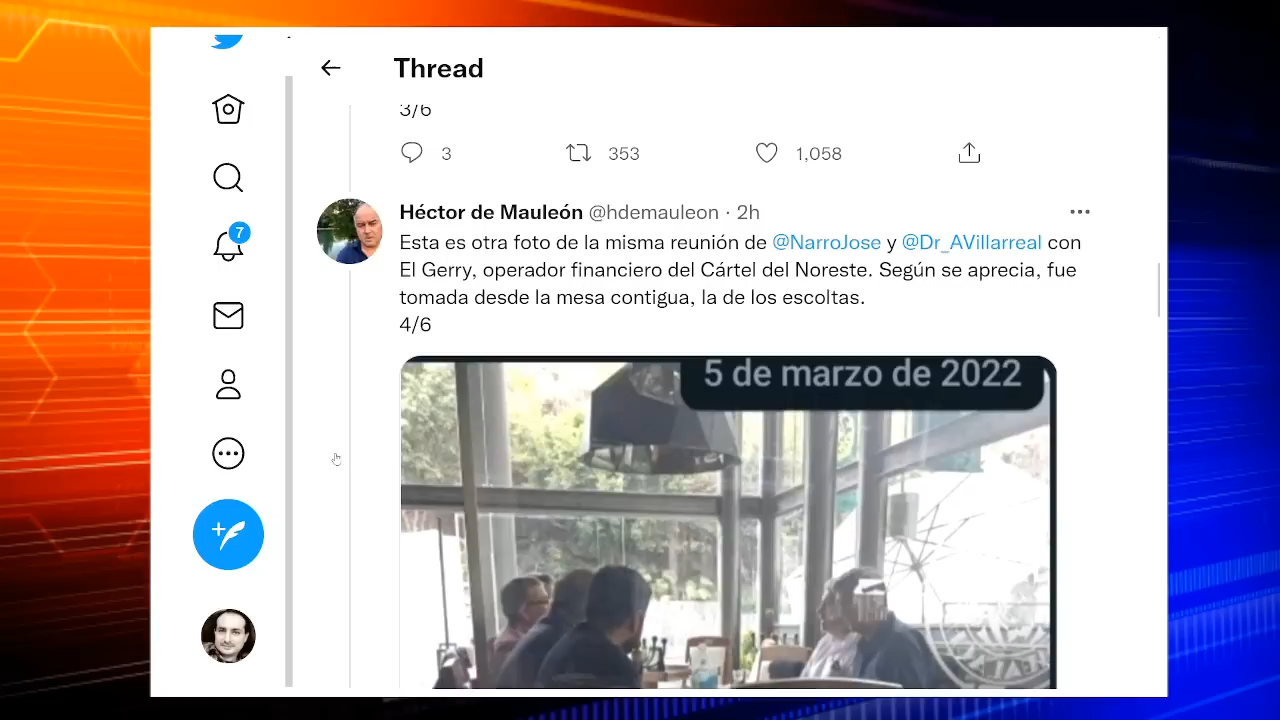 Thread
3/6
3 353 1,058
Héctor de Mauleón @hdemauleon · 2h
7
Esta es otra foto de la misma reunión de @NarroJose y @Dr_AVillarreal con
El Gerry, operador financiero del Cártel del Noreste. Según se aprecia, fue
tomada desde la mesa contigua, la de los escoltas.
4/6
5 de marzo de 2022